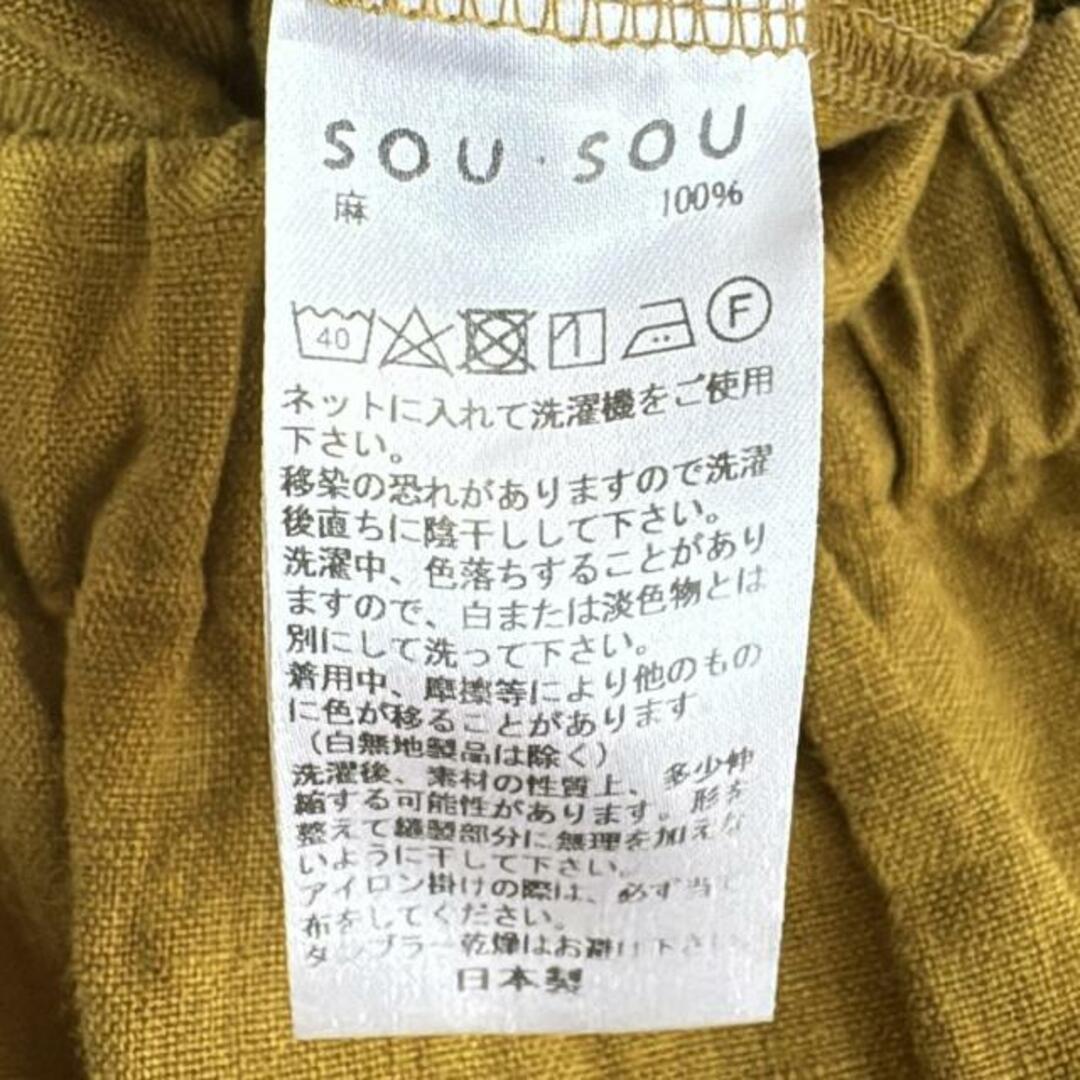 SOU・SOU
麻 100%
40 F
ネットに入れて洗濯機をご使用
下さい。
移染の恐れがありますので洗濯
後直ちに陰干しして下さい。
洗濯中、色落ちすることがあり
ますので、白または淡色物とは
別にして洗って下さい。
着用中、摩擦等により他のもの
に色が移ることがあります
(白無地製品は除く)
洗濯後、素材の性質上、多少伸
縮する可能性があります。形を
整えて縫製部分に無理を加えな
いように干して下さい。
アイロン掛けの際は、必ず当て
布をしてください。
タンブラー乾燥はお避け下さい。
日本製